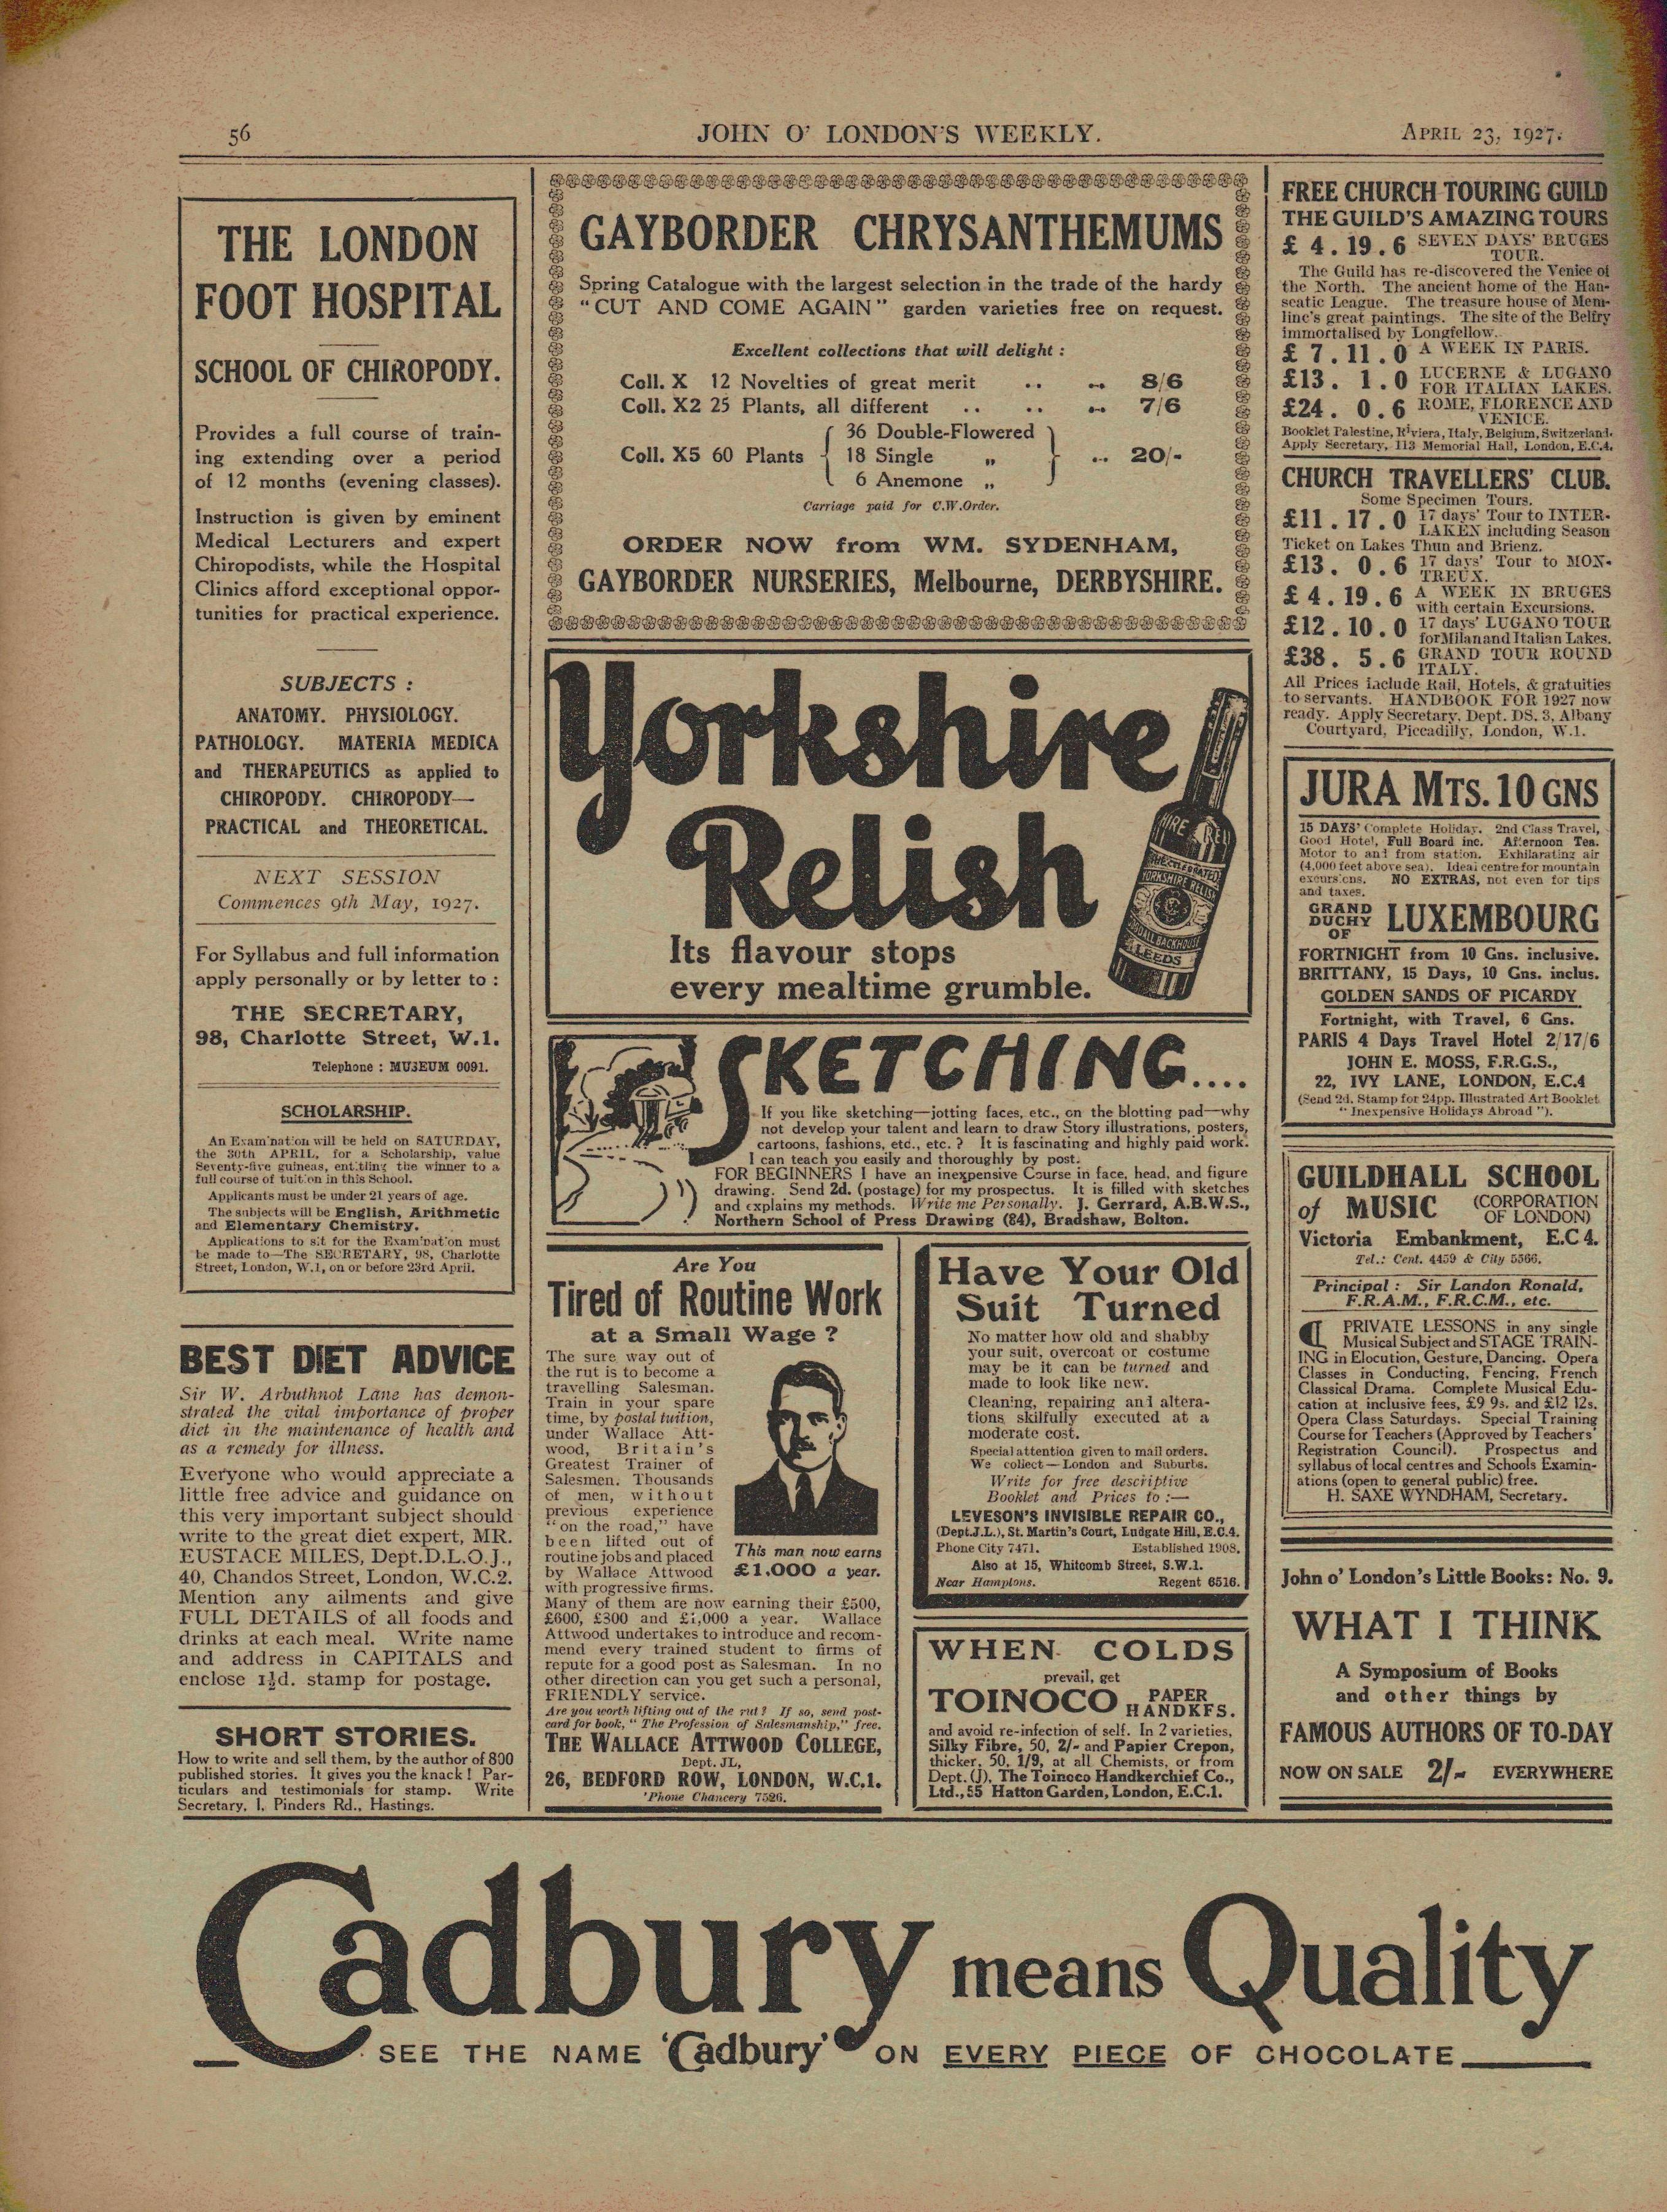 56
JOHN O' LONDON'S WEEKLY.
APRIL 23, 1927.
THE LONDON
FOOT HOSPITAL
SCHOOL OF CHIROPODY.
Provides a full course of train-
ing extending over a period
of 12 months (evening classes).
Instruction is given by eminent
Medical Lecturers and expert
Chiropodists, while the Hospital
Clinics afford exceptional oppor-
tunities for practical experience.
SUBJECTS :
ANATOMY. PHYSIOLOGY.
PATHOLOGY. MATERIA MEDICA
and THERAPEUTICS as applied to
CHIROPODY. CHIROPODY—
PRACTICAL and THEORETICAL.
NEXT SESSION
Commences 9th May, 1927.
For Syllabus and full information
apply personally or by letter to :
THE SECRETARY,
98, Charlotte Street, W.1.
Telephone : MUSEUM 0091.
SCHOLARSHIP.
An Examination will be held on SATURDAY,
the 30th APRIL, for a Scholarship, value
Seventy-five guineas, entitling the winner to a
full course of tuition in this School.
Applicants must be under 21 years of age.
The subjects will be English, Arithmetic
and Elementary Chemistry.
Applications to sit for the Examination must
be made to—The SECRETARY, 98, Charlotte
Street, London, W.1, on or before 23rd April.
BEST DIET ADVICE
Sir W. Arbuthnot Lane has demon-
strated the vital importance of proper
diet in the maintenance of health and
as a remedy for illness.
Everyone who would appreciate a
little free advice and guidance on
this very important subject should
write to the great diet expert, MR.
EUSTACE MILES, Dept.D.L.O.J.,
40, Chandos Street, London, W.C.2.
Mention any ailments and give
FULL DETAILS of all foods and
drinks at each meal. Write name
and address in CAPITALS and
enclose 1½d. stamp for postage.
SHORT STORIES.
How to write and sell them, by the author of 800
published stories. It gives you the knack! Par-
ticulars and testimonials for stamp. Write
Secretary, 1, Pinders Rd., Hastings.
GAYBORDER CHRYSANTHEMUMS
Spring Catalogue with the largest selection in the trade of the hardy
"CUT AND COME AGAIN" garden varieties free on request.
Excellent collections that will delight :
Coll. X 12 Novelties of great merit .. .. 8/6
Coll. X2 25 Plants, all different .. .. .. 7/6
36 Double-Flowered
Coll. X5 60 Plants 18 Single " .. 20/-
6 Anemone "
Carriage paid for C.W.Order.
ORDER NOW from WM. SYDENHAM,
GAYBORDER NURSERIES, Melbourne, DERBYSHIRE.
Yorkshire
Relish
Its flavour stops
every mealtime grumble.
HIRE REL
THE CELEBRATED
YORKSHIRE RELISH
GOODALL BACKHOUSE
LEEDS
SKETCHING....
If you like sketching—jotting faces, etc., on the blotting pad—why
not develop your talent and learn to draw Story illustrations, posters,
cartoons, fashions, etc., etc. ? It is fascinating and highly paid work.
I can teach you easily and thoroughly by post.
FOR BEGINNERS I have an inexpensive Course in face, head, and figure
drawing. Send 2d. (postage) for my prospectus. It is filled with sketches
and explains my methods. Write me Personally. J. Gerrard, A.B.W.S.,
Northern School of Press Drawing (84), Bradshaw, Bolton.
Are You
Tired of Routine Work
at a Small Wage ?
The sure way out of
the rut is to become a
travelling Salesman.
Train in your spare
time, by postal tuition,
under Wallace Att-
wood, Britain's
Greatest Trainer of
Salesmen. Thousands
of men, without
previous experience
"on the road," have
been lifted out of
routine jobs and placed
by Wallace Attwood
with progressive firms.
This man now earns
£1,000 a year.
Many of them are now earning their £500,
£600, £800 and £1,000 a year. Wallace
Attwood undertakes to introduce and recom-
mend every trained student to firms of
repute for a good post as Salesman. In no
other direction can you get such a personal,
FRIENDLY service.
Are you worth lifting out of the rut? If so, send post-
card for book, "The Profession of Salesmanship," free.
THE WALLACE ATTWOOD COLLEGE,
Dept. JL,
26, BEDFORD ROW, LONDON, W.C.1.
'Phone Chancery 7526.
Have Your Old
Suit Turned
No matter how old and shabby
your suit, overcoat or costume
may be it can be turned and
made to look like new.
Cleaning, repairing and altera-
tions skilfully executed at a
moderate cost.
Special attention given to mail orders.
We collect—London and Suburbs.
Write for free descriptive
Booklet and Prices to :—
LEVESON'S INVISIBLE REPAIR CO.,
(Dept.J.L.), St. Martin's Court, Ludgate Hill, E.C.4.
Phone City 7471. Established 1908.
Also at 15, Whitcomb Street, S.W.1.
Near Hamptons. Regent 6516.
WHEN COLDS
prevail, get
TOINOCO PAPER
HANDKFS.
and avoid re-infection of self. In 2 varieties,
Silky Fibre, 50, 2/- and Papier Crepon,
thicker, 50, 1/9, at all Chemists, or from
Dept. (J), The Toinoco Handkerchief Co.,
Ltd., 55 Hatton Garden, London, E.C.1.
FREE CHURCH TOURING GUILD
THE GUILD'S AMAZING TOURS
£ 4 . 19 . 6 SEVEN DAYS' BRUGES
TOUR.
The Guild has re-discovered the Venice of
the North. The ancient home of the Han-
seatic League. The treasure house of Mem-
linc's great paintings. The site of the Belfry
immortalised by Longfellow.
£ 7 . 11 . 0 A WEEK IN PARIS.
£13 . 1 . 0 LUCERNE & LUGANO
FOR ITALIAN LAKES.
£24 . 0 . 6 ROME, FLORENCE AND
VENICE.
Booklet Palestine, Riviera, Italy, Belgium, Switzerland.
Apply Secretary, 113 Memorial Hall, London, E.C.4.
CHURCH TRAVELLERS' CLUB.
Some Specimen Tours.
£11 . 17 . 0 17 days' Tour to INTER-
LAKEN including Season
Ticket on Lakes Thun and Brienz.
£13 . 0 . 6 17 days' Tour to MON-
TREUX.
£ 4 . 19 . 6 A WEEK IN BRUGES
with certain Excursions.
£12 . 10 . 0 17 days' LUGANO TOUR
for Milan and Italian Lakes.
£38 . 5 . 6 GRAND TOUR ROUND
ITALY.
All Prices include Rail, Hotels, & gratuities
to servants. HANDBOOK FOR 1927 now
ready. Apply Secretary, Dept. DS, 3, Albany
Courtyard, Piccadilly, London, W.1.
JURA MTS. 10 GNS
15 DAYS' Complete Holiday. 2nd Class Travel,
Good Hotel, Full Board inc. Afternoon Tea.
Motor to and from station. Exhilarating air
(4,000 feet above sea). Ideal centre for mountain
excursions. NO EXTRAS, not even for tips
and taxes.
GRAND
DUCHY
OF
LUXEMBOURG
FORTNIGHT from 10 Gns. inclusive.
BRITTANY, 15 Days, 10 Gns. inclus.
GOLDEN SANDS OF PICARDY
Fortnight, with Travel, 6 Gns.
PARIS 4 Days Travel Hotel 2/17/6
JOHN E. MOSS, F.R.G.S.,
22, IVY LANE, LONDON, E.C.4
(Send 2d. Stamp for 24pp. Illustrated Art Booklet
"Inexpensive Holidays Abroad").
GUILDHALL SCHOOL
of MUSIC (CORPORATION
OF LONDON)
Victoria Embankment, E.C 4.
Tel.: Cent. 4459 & City 5566.
Principal : Sir Landon Ronald,
F.R.A.M., F.R.C.M., etc.
PRIVATE LESSONS in any single
Musical Subject and STAGE TRAIN-
ING in Elocution, Gesture, Dancing. Opera
Classes in Conducting, Fencing, French
Classical Drama. Complete Musical Edu-
cation at inclusive fees, £9 9s. and £12 12s.
Opera Class Saturdays. Special Training
Course for Teachers (Approved by Teachers'
Registration Council). Prospectus and
syllabus of local centres and Schools Examin-
ations (open to general public) free.
H. SAXE WYNDHAM, Secretary.
John o' London's Little Books: No. 9.
WHAT I THINK
A Symposium of Books
and other things by
FAMOUS AUTHORS OF TO-DAY
NOW ON SALE 2/- EVERYWHERE
Cadbury means Quality
SEE THE NAME 'Cadbury' ON EVERY PIECE OF CHOCOLATE